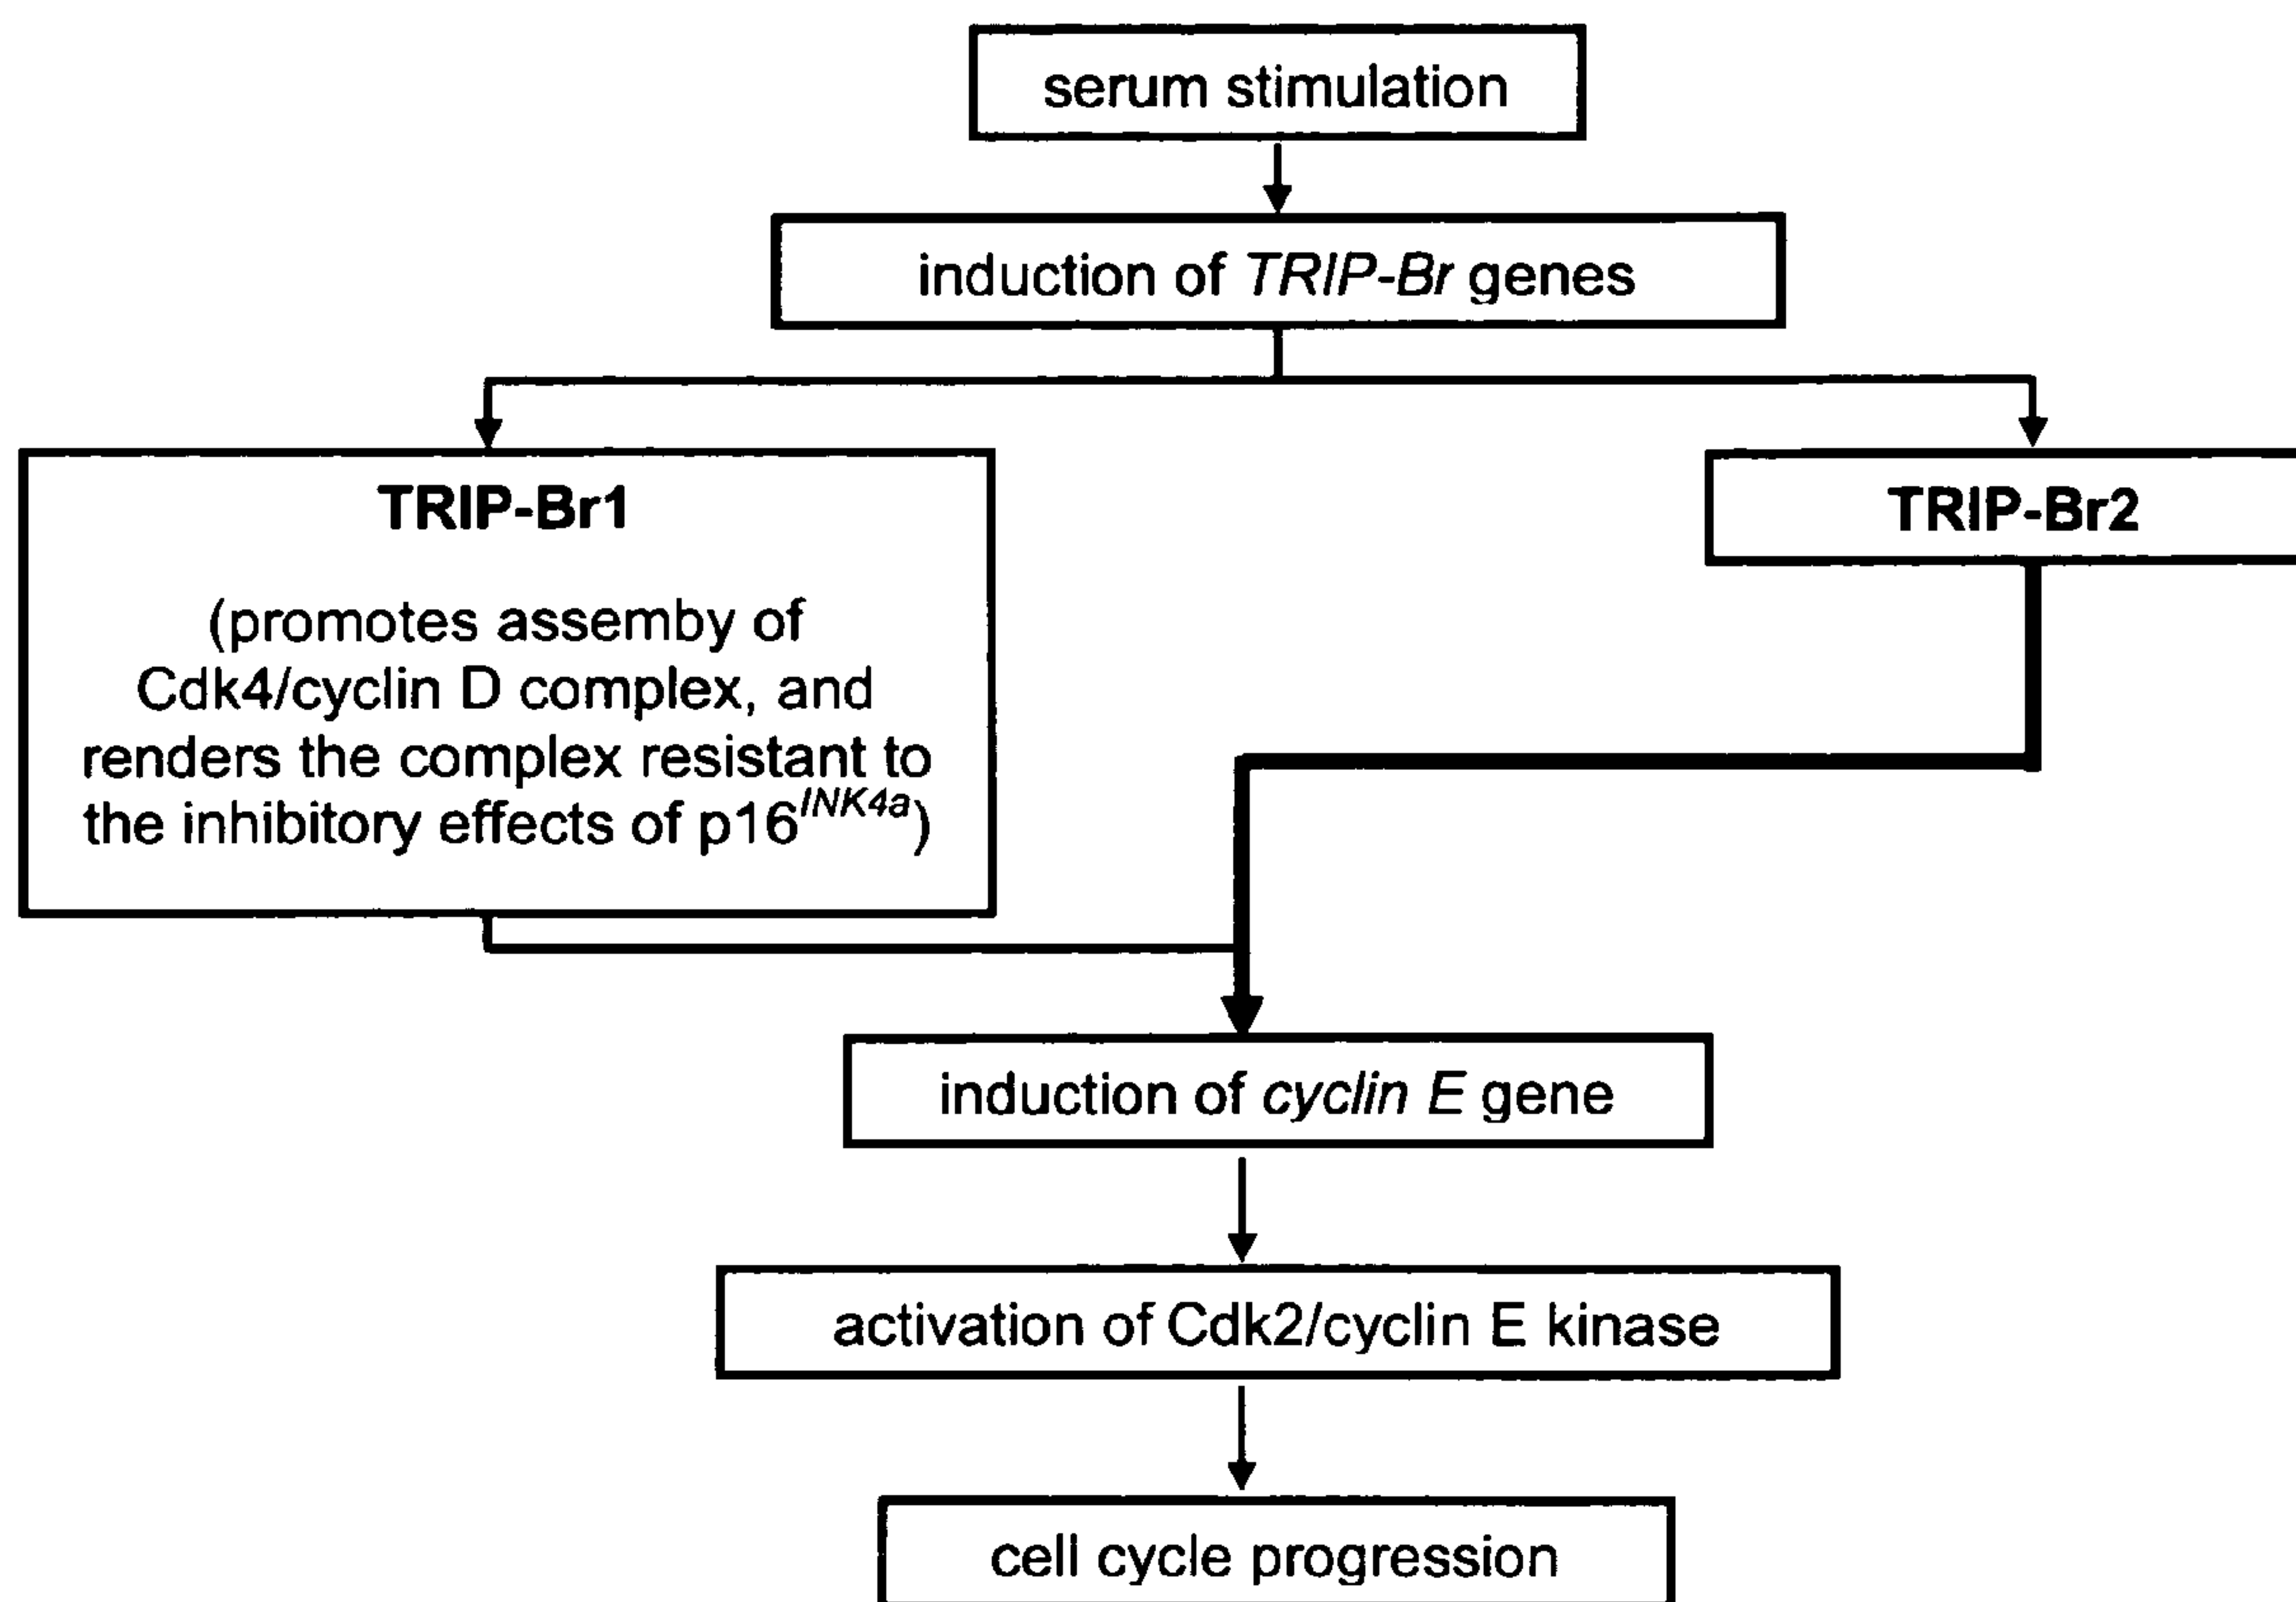 serum stimulation
induction of TRIP-Br genes
TRIP-Br1
(promotes assemby of
Cdk4/cyclin D complex, and
renders the complex resistant to
the inhibitory effects of p16INK4a)
TRIP-Br2
induction of cyclin E gene
activation of Cdk2/cyclin E kinase
cell cycle progression